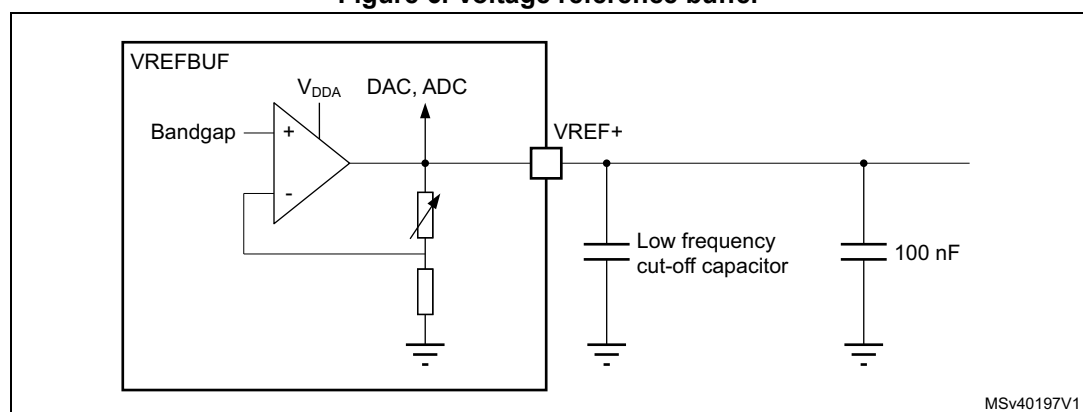 Figure 6. Voltage reference buffer
VREFBUF
VDDA
DAC, ADC
Bandgap
+
-
VREF+
Low frequency
cut-off capacitor
100 nF
MSv40197V1